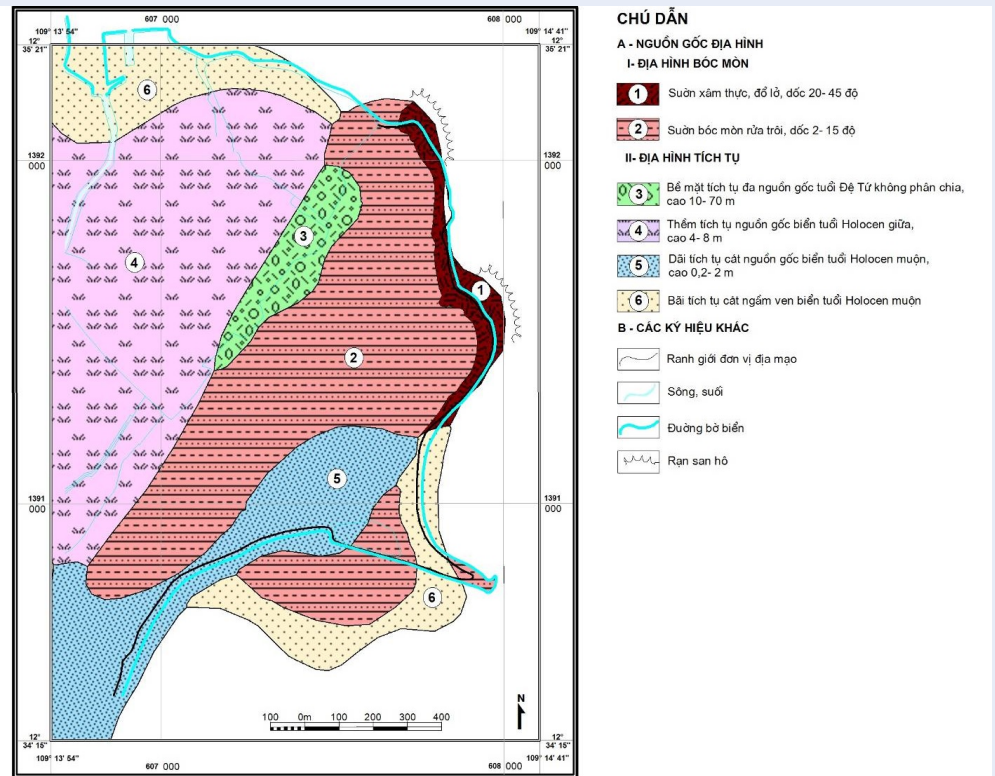 607 000
608 000
109° 13' 54"
109° 14' 41"
12°
35' 21"
12°
35' 21"
6
1
1392
000
1392
000
3
4
1
2
5
1391
000
1391
000
6
N
100 0m 100 200 300 400
12°
34' 15"
12°
34' 15"
109° 13' 54"
109° 14' 41"
607 000
608 000
CHÚ DẪN
A - NGUỒN GỐC ĐỊA HÌNH
I- ĐỊA HÌNH BÓC MÒN
1 Sườn xâm thực, đổ lở, dốc 20- 45 độ
2 Sườn bóc mòn rửa trôi, dốc 2- 15 độ
II- ĐỊA HÌNH TÍCH TỤ
3 Bề mặt tích tụ đa nguồn gốc tuổi Đệ Tứ không phân chia,
cao 10- 70 m
4 Thềm tích tụ nguồn gốc biển tuổi Holocen giữa,
cao 4- 8 m
5 Dãi tích tụ cát nguồn gốc biển tuổi Holocen muộn,
cao 0,2- 2 m
6 Bãi tích tụ cát ngầm ven biển tuổi Holocen muộn
B - CÁC KÝ HIỆU KHÁC
Ranh giới đơn vị địa mạo
Sông, suối
Đường bờ biển
Rạn san hô